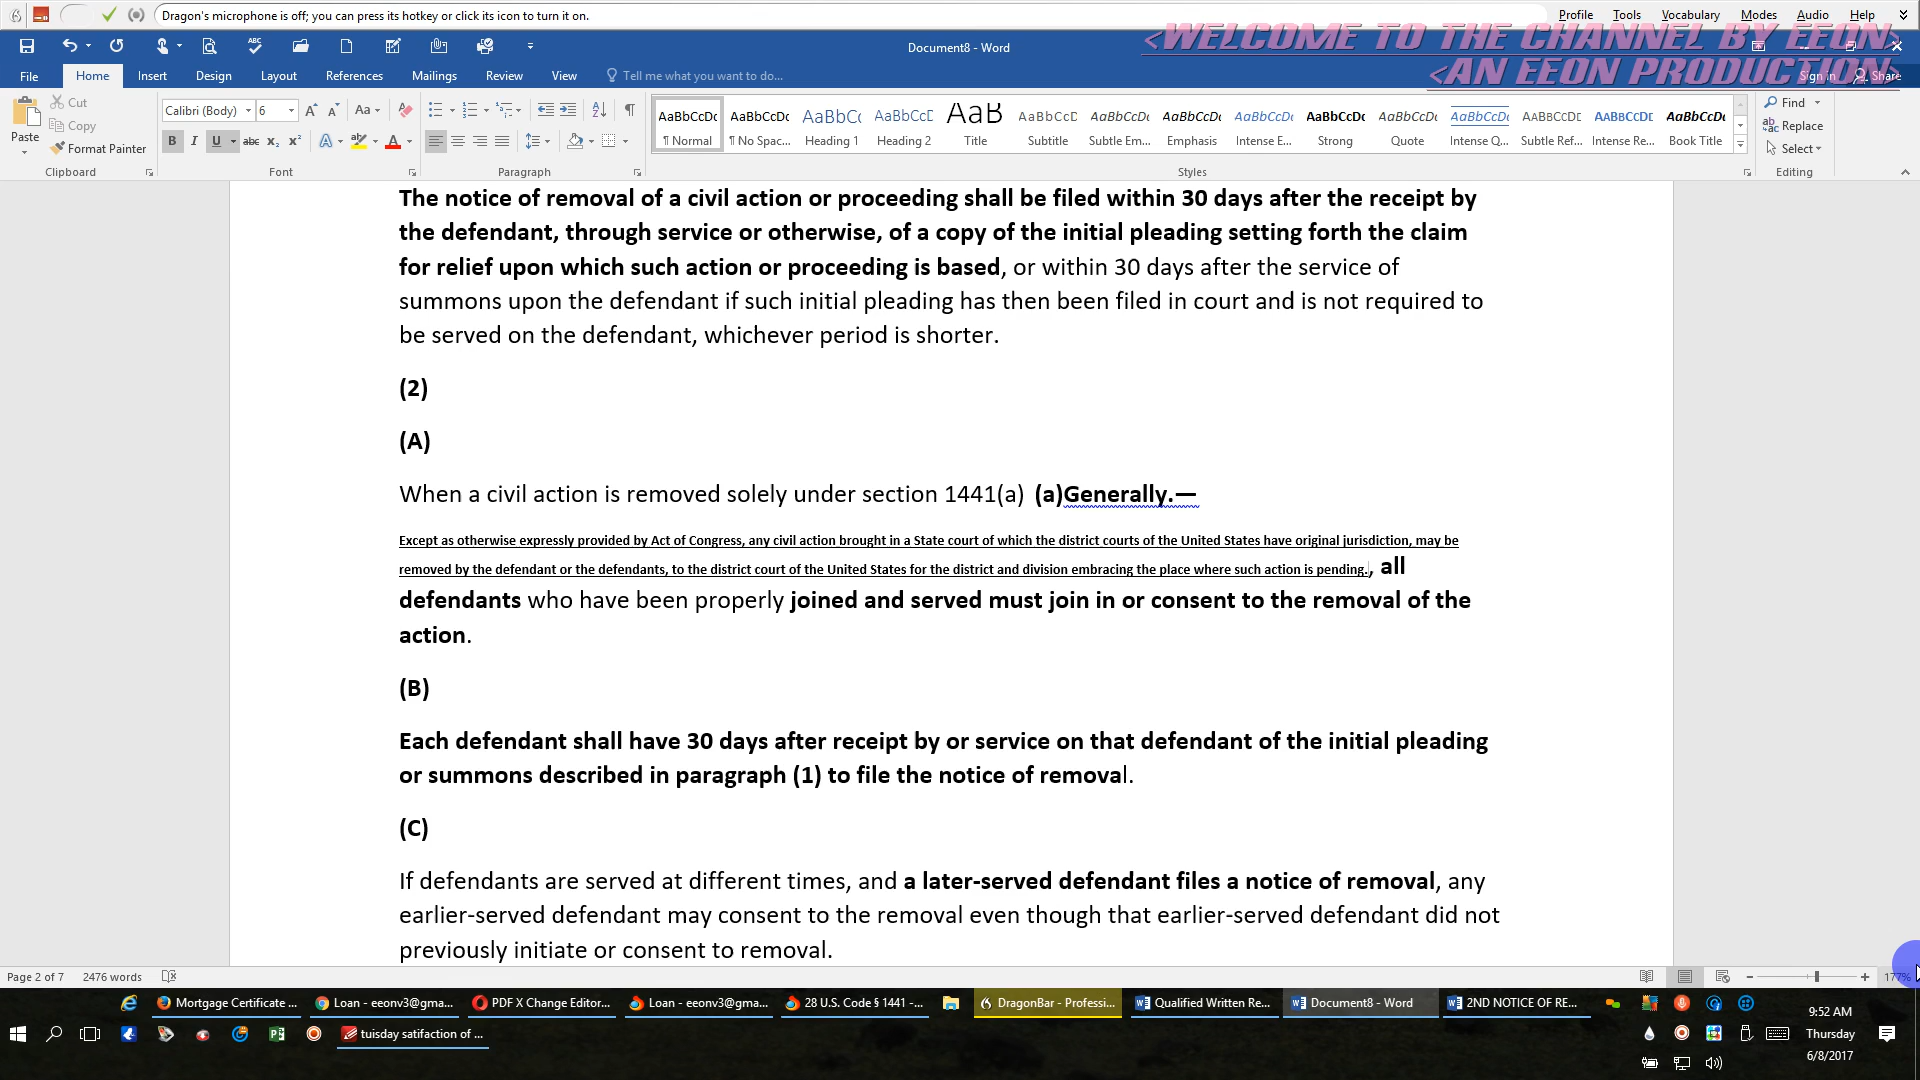 Dragon's microphone is off; you can press its hotkey or click its icon to turn it on.
Profile Tools Vocabulary Modes Audio Help
<WELCOME TO THE CHANNEL BY EEON>
<AN EEON PRODUCTION>
Document8 - Word
Sign in Share
File Home Insert Design Layout References Mailings Review View Tell me what you want to do...
Paste Cut Copy Format Painter
Calibri (Body) 6
AaBbCcDc AaBbCcDc AaBbCc AaBbCcD AaB AaBbCcD AaBbCcDc AaBbCcDc AaBbCcDc AaBbCcDc AaBbCcDc AaBbCcDc AABBCCDE AABBCCDE AaBbCcDc
¶ Normal ¶ No Spac... Heading 1 Heading 2 Title Subtitle Subtle Em... Emphasis Intense E... Strong Quote Intense Q... Subtle Ref... Intense Re... Book Title
Find Replace Select
Clipboard Font Paragraph Styles Editing
The notice of removal of a civil action or proceeding shall be filed within 30 days after the receipt by
the defendant, through service or otherwise, of a copy of the initial pleading setting forth the claim
for relief upon which such action or proceeding is based, or within 30 days after the service of
summons upon the defendant if such initial pleading has then been filed in court and is not required to
be served on the defendant, whichever period is shorter.
(2)
(A)
When a civil action is removed solely under section 1441(a) (a)Generally.—
Except as otherwise expressly provided by Act of Congress, any civil action brought in a State court of which the district courts of the United States have original jurisdiction, may be
removed by the defendant or the defendants, to the district court of the United States for the district and division embracing the place where such action is pending., all
defendants who have been properly joined and served must join in or consent to the removal of the
action.
(B)
Each defendant shall have 30 days after receipt by or service on that defendant of the initial pleading
or summons described in paragraph (1) to file the notice of removal.
(C)
If defendants are served at different times, and a later-served defendant files a notice of removal, any
earlier-served defendant may consent to the removal even though that earlier-served defendant did not
previously initiate or consent to removal.
Page 2 of 7 2476 words 177%
Mortgage Certificate ... Loan - eeonv3@gma... PDF X Change Editor... Loan - eeonv3@gma... 28 U.S. Code § 1441 -... DragonBar - Professi... Qualified Written Re... Document8 - Word 2ND NOTICE OF RE...
tuisday satifaction of ...
9:52 AM
Thursday
6/8/2017